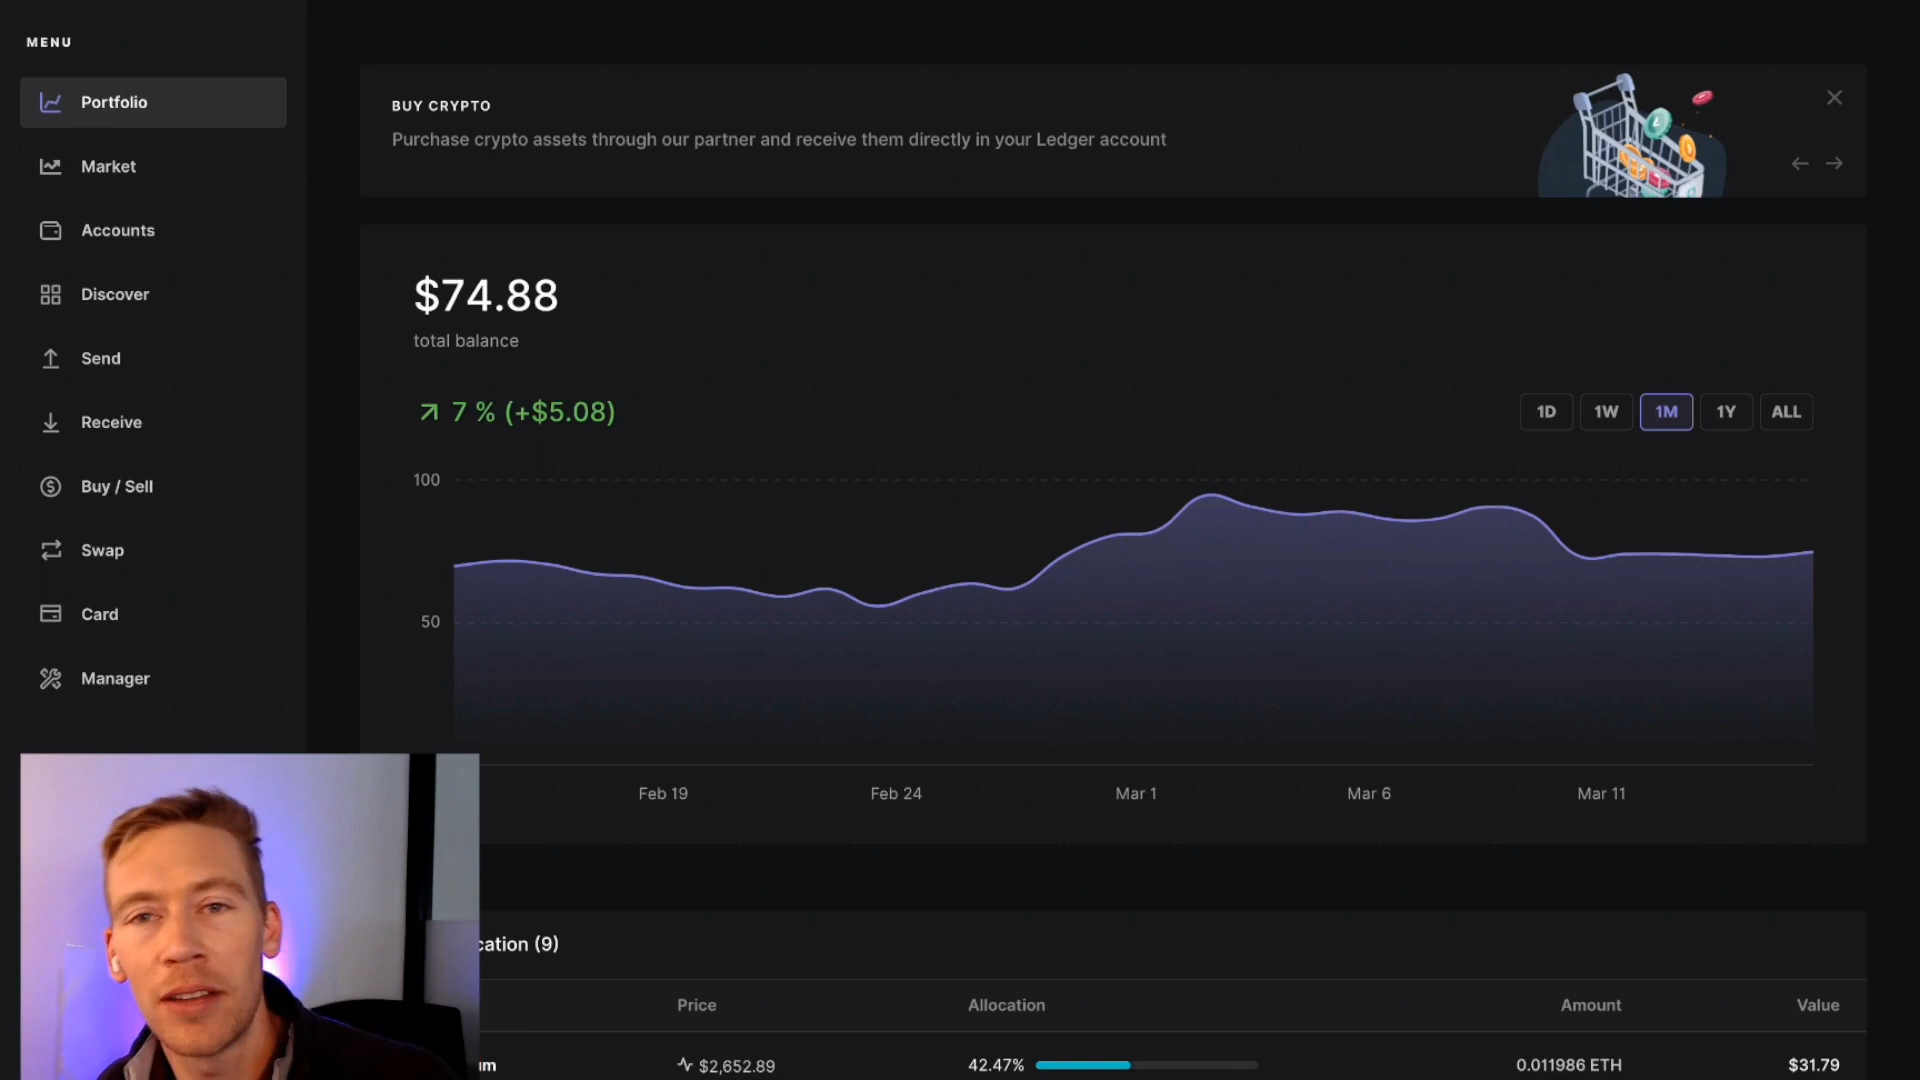 MENU
Portfolio
Market
Accounts
Discover
Send
Receive
Buy / Sell
Swap
Card
Manager
BUY CRYPTO
Purchase crypto assets through our partner and receive them directly in your Ledger account
$74.88
total balance
7 % (+$5.08)
1D 1W 1M 1Y ALL
100
50
Feb 19 Feb 24 Mar 1 Mar 6 Mar 11
cation (9)
Price Allocation Amount Value
um $2,652.89 42.47% 0.011986 ETH $31.79